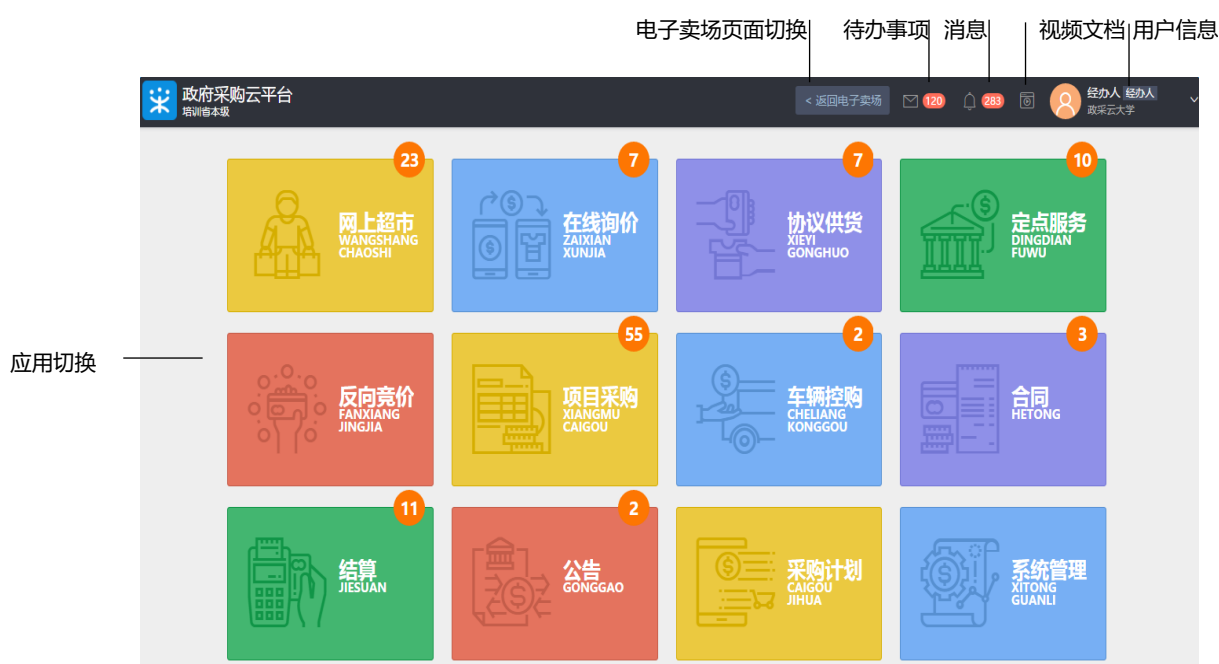 电子卖场页面切换
待办事项
消息
视频文档
用户信息
政府采购云平台
培训省本级
< 返回电子卖场
120
283
经办人 经办人
政采云大学
23
网上超市
WANGSHANG
CHAOSHI
7
在线询价
ZAIXIAN
XUNJIA
7
协议供货
XIEYI
GONGHUO
10
定点服务
DINGDIAN
FUWU
应用切换
反向竞价
FANXIANG
JINGJIA
55
项目采购
XIANGMU
CAIGOU
2
车辆控购
CHELIANG
KONGGOU
3
合同
HETONG
11
结算
JIESUAN
2
公告
GONGGAO
采购计划
CAIGOU
JIHUA
系统管理
XITONG
GUANLI